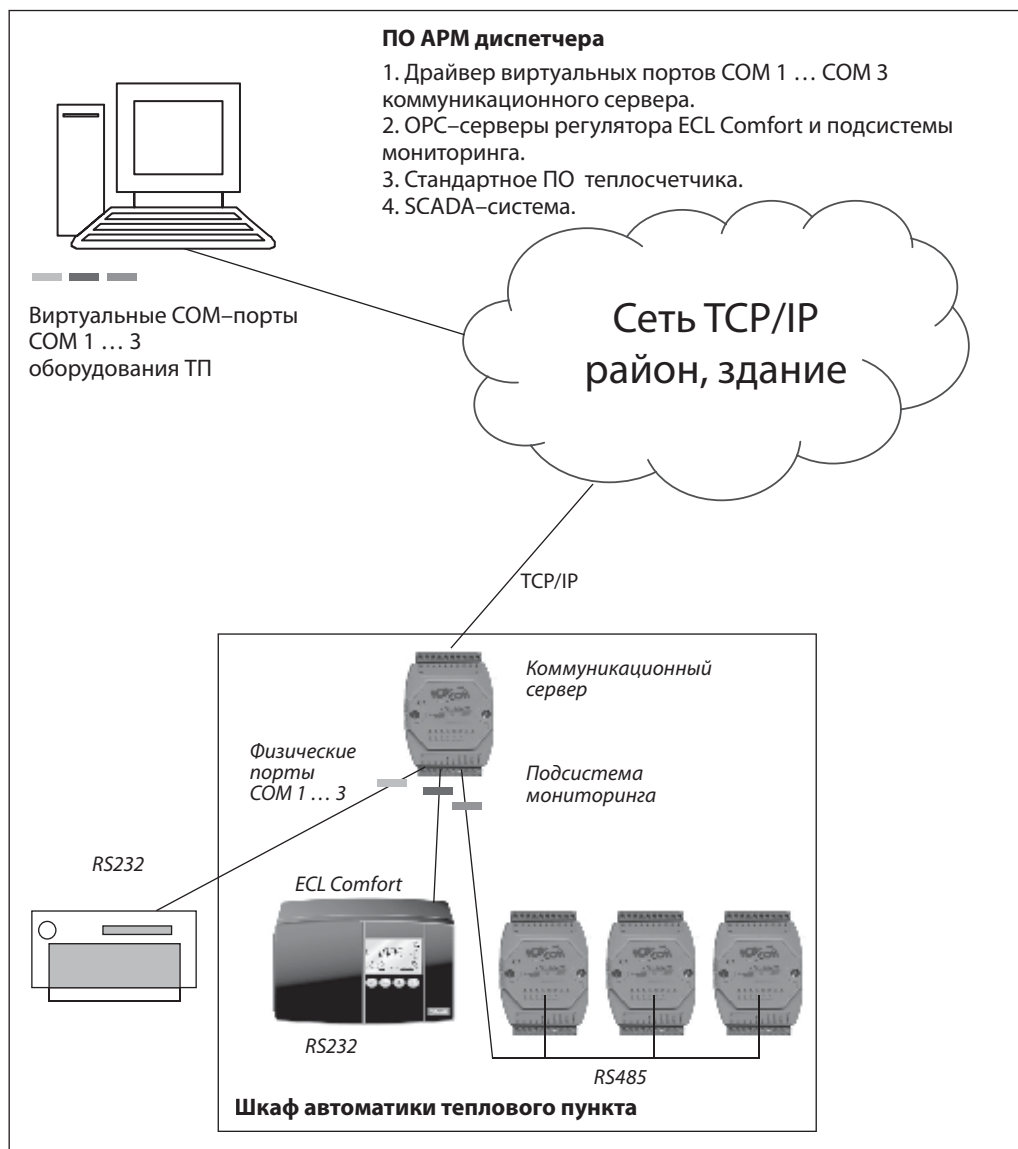 ПО АРМ диспетчера
1. Драйвер виртуальных портов COM 1 … COM 3
коммуникационного сервера.
2. OPC–серверы регулятора ECL Comfort и подсистемы
мониторинга.
3. Стандартное ПО теплосчетчика.
4. SCADA–система.
Виртуальные COM–порты
COM 1 … 3
оборудования ТП
Сеть TCP/IP
район, здание
TCP/IP
Коммуникационный
сервер
Физические
порты
COM 1 … 3
Подсистема
мониторинга
RS232
ECL Comfort
RS232
RS485
Шкаф автоматики теплового пункта